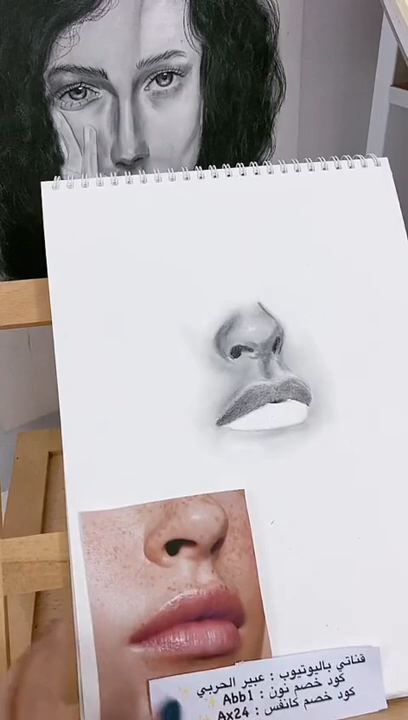 قناتي باليوتيوب : عبير الحربي
كود خصم نون : Abb1
كود خصم كانفس : Ax24